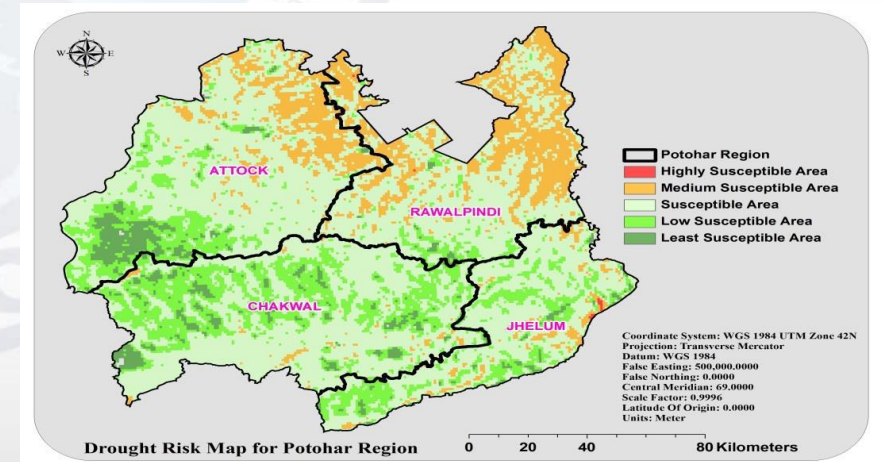 N
W E
S
ATTOCK
RAWALPINDI
CHAKWAL
JHELUM
Potohar Region
Highly Susceptible Area
Medium Susceptible Area
Susceptible Area
Low Susceptible Area
Least Susceptible Area
Coordinate System: WGS 1984 UTM Zone 42N
Projection: Transverse Mercator
Datum: WGS 1984
False Easting: 500,000.0000
False Northing: 0.0000
Central Meridian: 69.0000
Scale Factor: 0.9996
Latitude Of Origin: 0.0000
Units: Meter
Drought Risk Map for Potohar Region
0 20 40 80 Kilometers